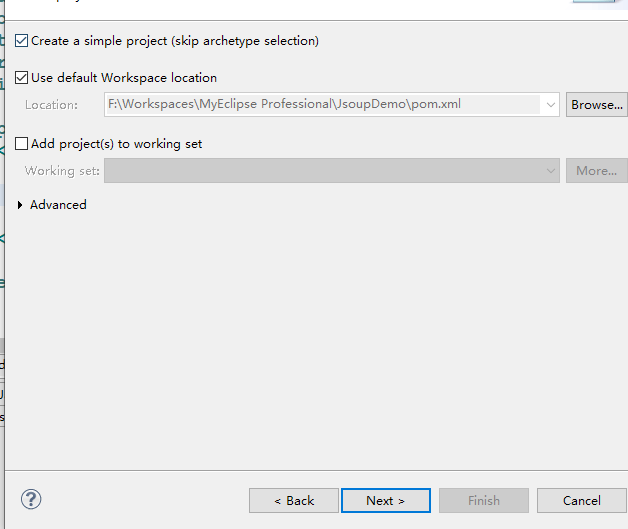 Create a simple project (skip archetype selection)
Use default Workspace location
Location: F:\Workspaces\MyEclipse Professional\JsoupDemo\pom.xml Browse...
Add project(s) to working set
Working set: More...
Advanced
? < Back Next > Finish Cancel